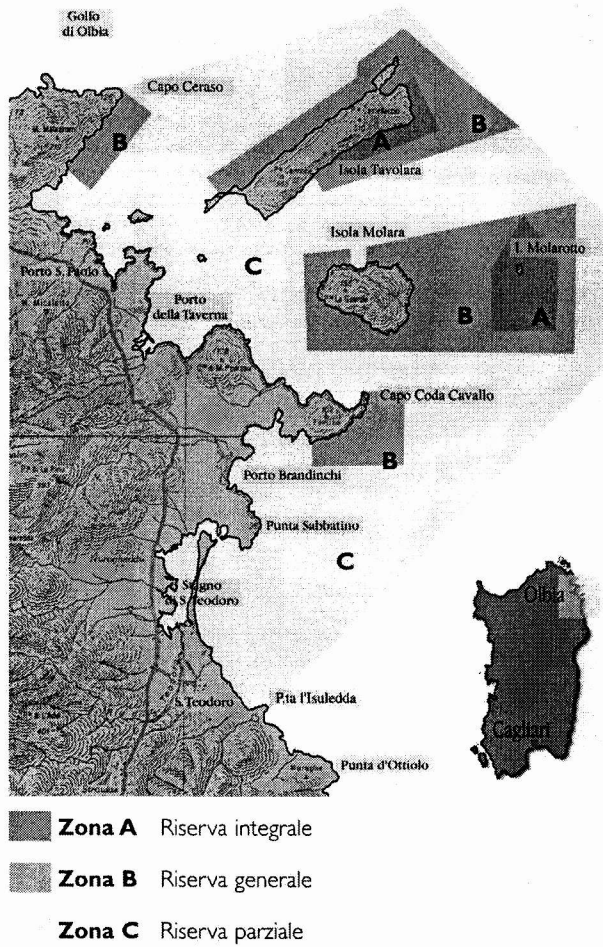 Golfo
di Olbia
Capo Ceraso
B
B
A
Isola Tavolara
Isola Molara
I. Molarotto
C
Porto S. Paolo
Porto
della Taverna
B
A
Capo Coda Cavallo
B
Porto Brandinchi
Punta Sabbatino
C
Stagno
di S. Teodoro
Olbia
S. Teodoro
P.ta l'Isuledda
Cagliari
Punta d'Ottiolo
Zona A Riserva integrale
Zona B Riserva generale
Zona C Riserva parziale